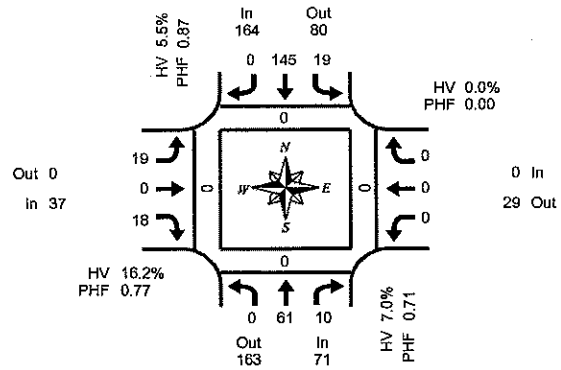 In Out
164 80
HV 5.5%
PHF 0.87
0 145 19
HV 0.0%
PHF 0.00
0
19
0
18
0
N
W E
S
0
0
0
0
Out 0
In 37
0 In
29 Out
HV 16.2%
PHF 0.77
0
0 61 10
HV 7.0%
PHF 0.71
Out In
163 71